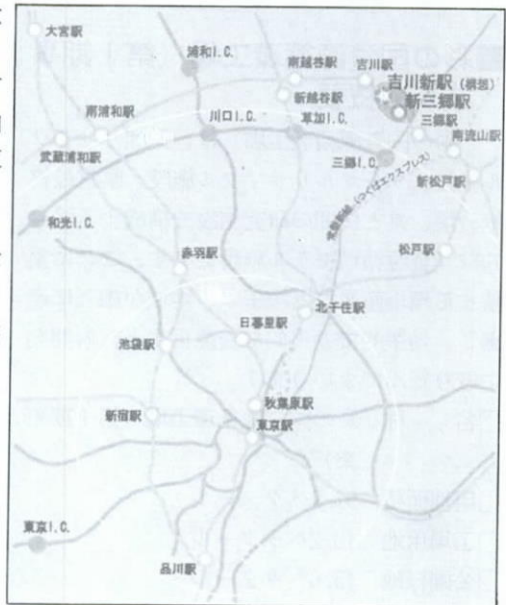 大宮駅
浦和I.C.
南越谷駅
吉川駅
吉川新駅(構想)
新越谷駅
新三郷駅
南浦和駅
川口I.C.
草加I.C.
三郷駅
南流山駅
武蔵浦和駅
三郷I.C.
新松戸駅
常磐新線(つくばエクスプレス)
和光I.C.
松戸駅
赤羽駅
北千住駅
日暮里駅
池袋駅
秋葉原駅
新宿駅
東京駅
東京I.C.
品川駅